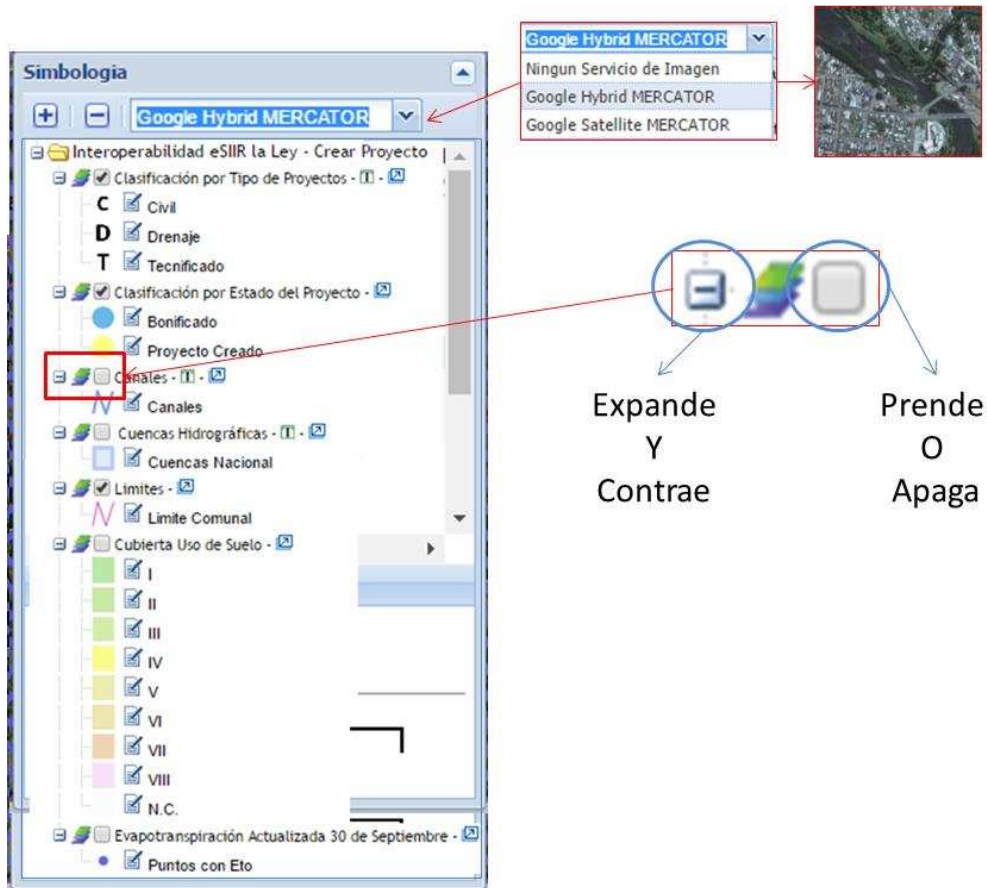 Simbologia
Google Hybrid MERCATOR
Interoperabilidad eSIIR la Ley - Crear Proyecto
Clasificación por Tipo de Proyectos - T -
C Civil
D Drenaje
T Tecnificado
Clasificación por Estado del Proyecto -
Bonificado
Proyecto Creado
Canales - T -
Canales
Cuencas Hidrográficas - T -
Cuencas Nacional
Limites -
Limite Comunal
Cubierta Uso de Suelo -
I
II
III
IV
V
VI
VII
VIII
N.C.
Evapotranspiración Actualizada 30 de Septiembre -
Puntos con Eto
Google Hybrid MERCATOR
Ningun Servicio de Imagen
Google Hybrid MERCATOR
Google Satellite MERCATOR
Expande
Y
Contrae
Prende
O
Apaga